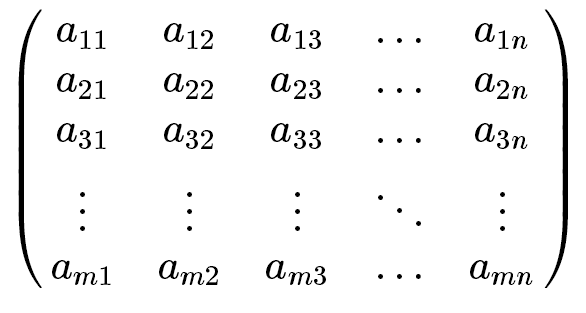 a₁₁ a₁₂ a₁₃ … a₁ₙ
a₂₁ a₂₂ a₂₃ … a₂ₙ
a₃₁ a₃₂ a₃₃ … a₃ₙ
⋮ ⋮ ⋮ ⋱ ⋮
aₘ₁ aₘ₂ aₘ₃ … aₘₙ